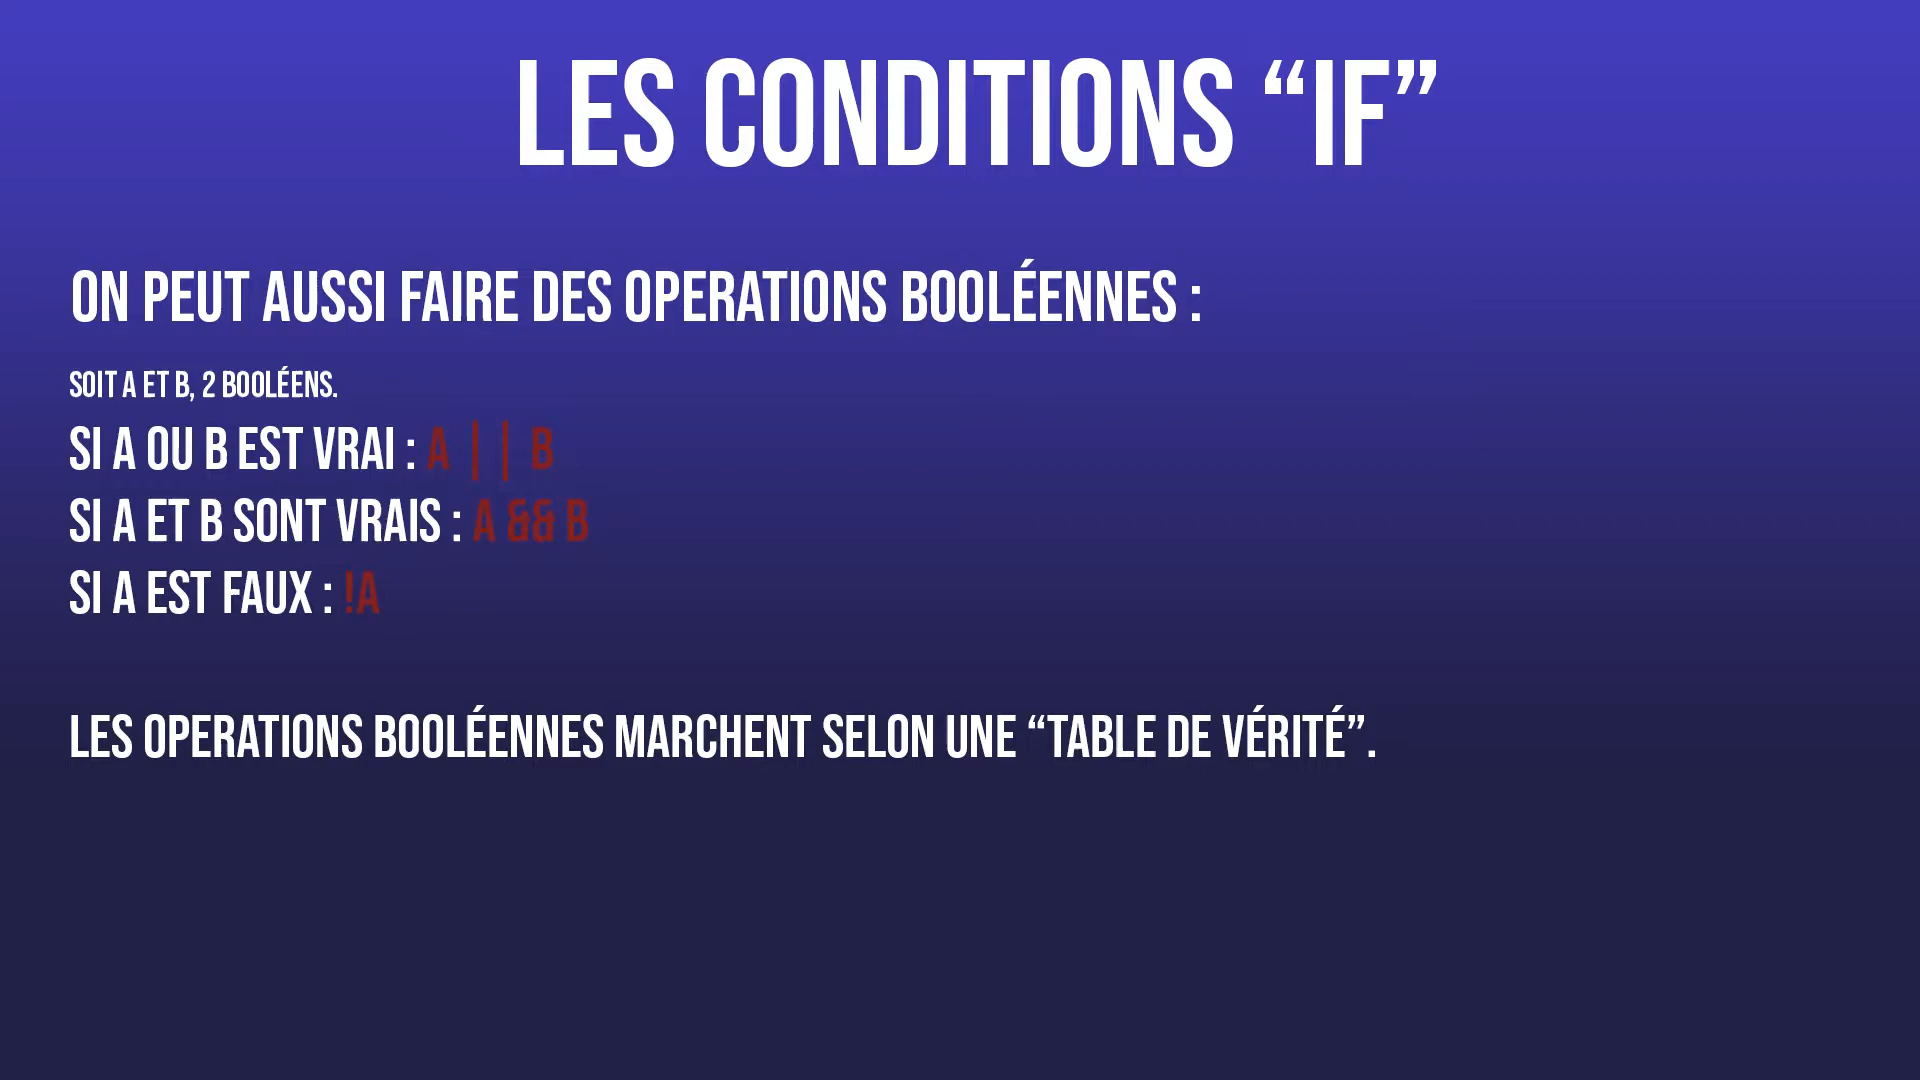 LES CONDITIONS “IF”
ON PEUT AUSSI FAIRE DES OPERATIONS BOOLÉENNES :
SOIT A ET B, 2 BOOLÉENS.
SI A OU B EST VRAI : A || B
SI A ET B SONT VRAIS : A && B
SI A EST FAUX : !A
LES OPERATIONS BOOLÉENNES MARCHENT SELON UNE “TABLE DE VÉRITÉ”.